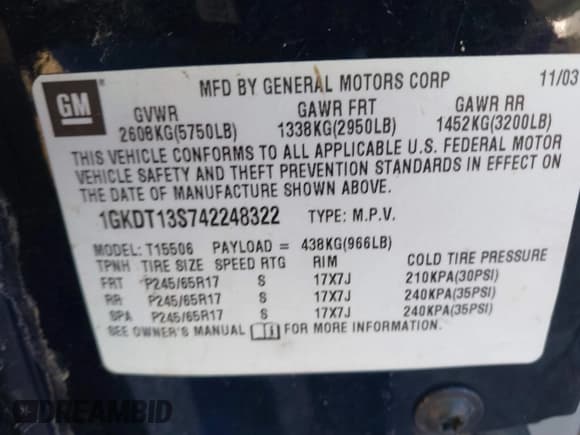 MFD BY GENERAL MOTORS CORP 11/03
GM
GVWR GAWR FRT GAWR RR
2608KG(5750LB) 1338KG(2950LB) 1452KG(3200LB)
THIS VEHICLE CONFORMS TO ALL APPLICABLE U.S. FEDERAL MOTOR
VEHICLE SAFETY AND THEFT PREVENTION STANDARDS IN EFFECT ON
THE DATE OF MANUFACTURE SHOWN ABOVE.
1GKDT13S742248322 TYPE: M.P.V.
MODEL: T15506 PAYLOAD = 438KG(966LB)
TPNH TIRE SIZE SPEED RTG RIM COLD TIRE PRESSURE
FRT P245/65R17 S 17X7J 210KPA(30PSI)
RR P245/65R17 S 17X7J 240KPA(35PSI)
SPA P245/65R17 S 17X7J 240KPA(35PSI)
SEE OWNER'S MANUAL FOR MORE INFORMATION.
DREAMBID